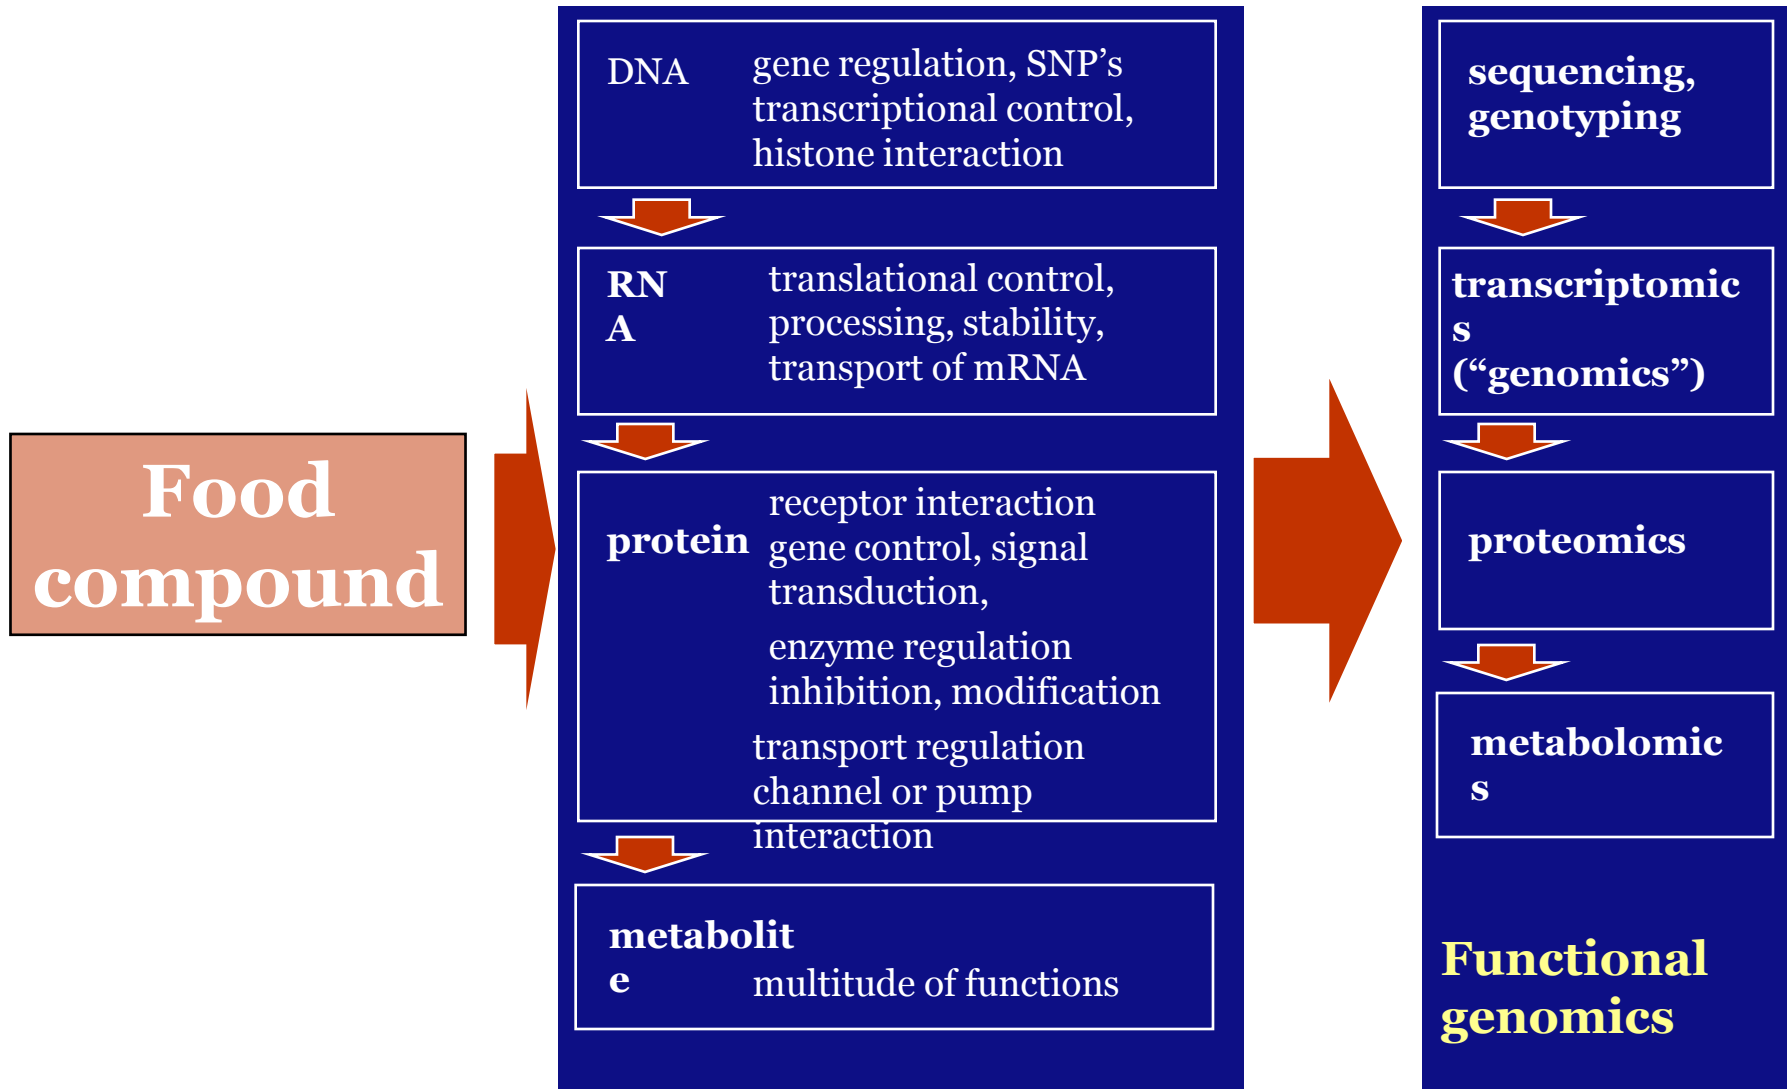 Food
compound
DNA
gene regulation, SNP’s
transcriptional control,
histone interaction
RN
A
translational control,
processing, stability,
transport of mRNA
protein
receptor interaction
gene control, signal
transduction,
enzyme regulation
inhibition, modification
transport regulation
channel or pump
interaction
metabolit
e
multitude of functions
sequencing,
genotyping
transcriptomic
s
(“genomics”)
proteomics
metabolomic
s
Functional
genomics